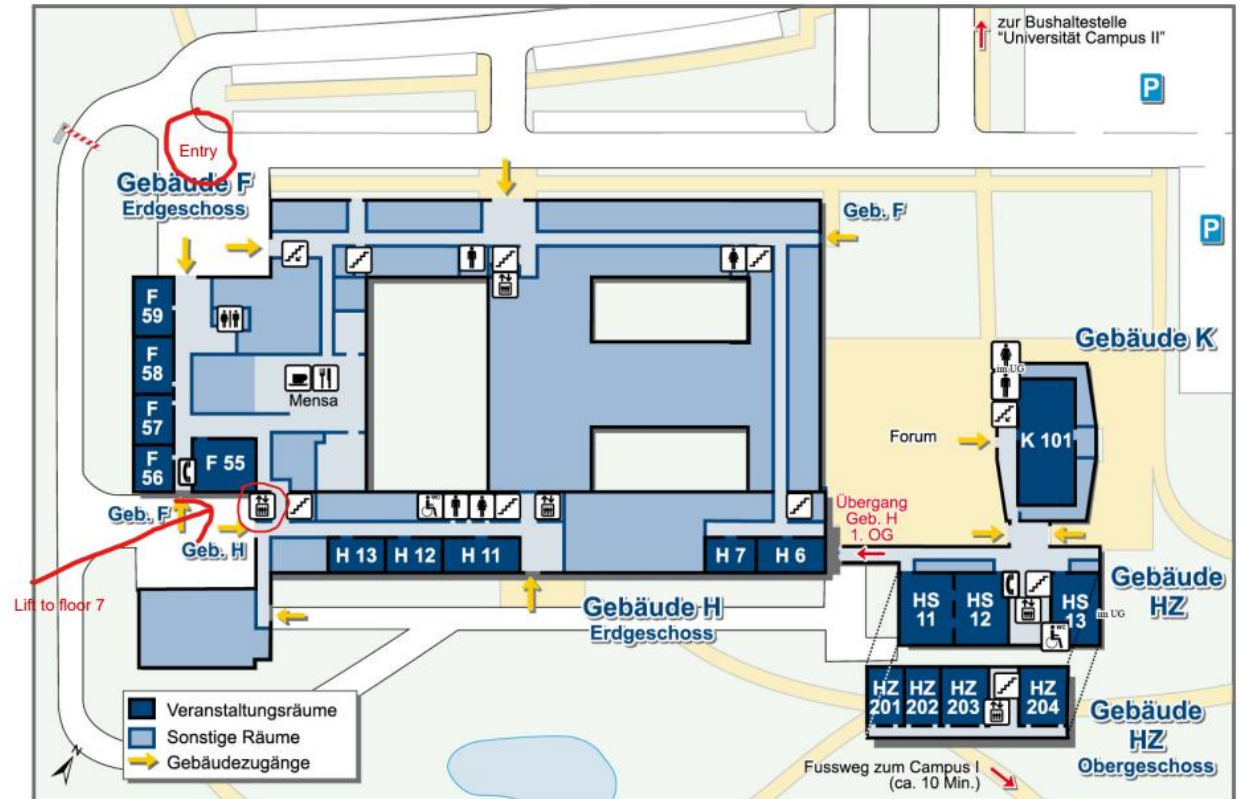 zur Bushaltestelle
"Universität Campus II"
P
Entry
Gebäude F
Erdgeschoss
Geb. F
P
F
59
F
58
F
57
F
56
F 55
Mensa
Gebäude K
im UG
Forum
K 101
Geb. F
Geb. H
Übergang
Geb. H
1. OG
H 13
H 12
H 11
H 7
H 6
Lift to floor 7
Gebäude H
Erdgeschoss
Gebäude
HZ
HS
11
HS
12
HS
13
im UG
WC
WC
HZ
201
HZ
202
HZ
203
HZ
204
Gebäude
HZ
Obergeschoss
Veranstaltungsräume
Sonstige Räume
Gebäudezugänge
N
Fussweg zum Campus I
(ca. 10 Min.)